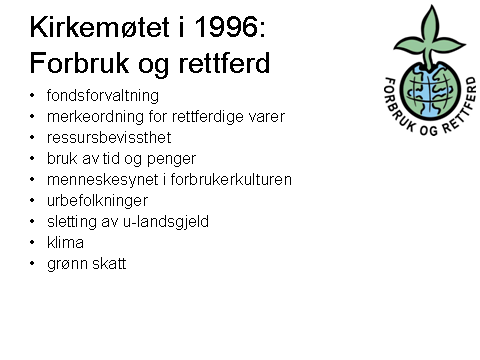 Kirkemøtet i 1996:
Forbruk og rettferd
• fondsforvaltning
• merkeordning for rettferdige varer
• ressursbevissthet
• bruk av tid og penger
• menneskesynet i forbrukerkulturen
• urbefolkninger
• sletting av u-landsgjeld
• klima
• grønn skatt
FORBRUK OG RETTFERD